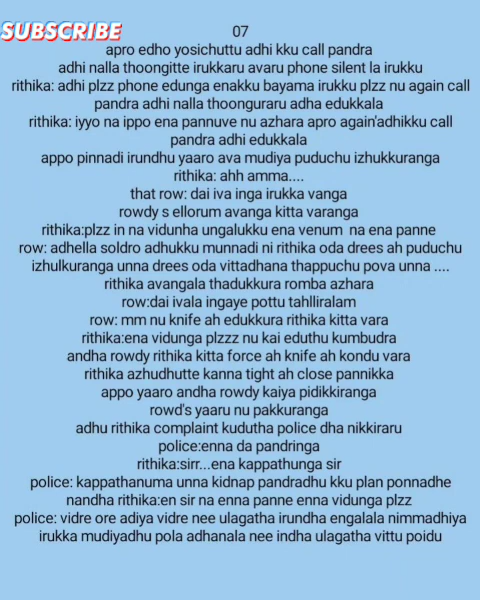 SUBSCRIBE
07
apro edho yosichuttu adhi kku call pandra
adhi nalla thoongitte irukkaru avaru phone silent la irukku
rithika: adhi plzz phone edunga enakku bayama irukku plzz nu again call
pandra adhi nalla thoonguraru adha edukkala
rithika: iyyo na ippo ena pannuve nu azhara apro again'adhikku call
pandra adhi edukkala
appo pinnadi irundhu yaaro ava mudiya puduchu izhukkuranga
rithika: ahh amma....
that row: dai iva inga irukka vanga
rowdy s ellorum avanga kitta varanga
rithika:plzz in na vidunha ungalukku ena venum  na ena panne
row: adhella soldro adhukku munnadi ni rithika oda drees ah puduchu
izhulkuranga unna drees oda vittadhana thappuchu pova unna ....
rithika avangala thadukkura romba azhara
row:dai ivala ingaye pottu tahlliralam
row: mm nu knife ah edukkura rithika kitta vara
rithika:ena vidunga plzzz nu kai eduthu kumbudra
andha rowdy rithika kitta force ah knife ah kondu vara
rithika azhudhutte kanna tight ah close pannikka
appo yaaro andha rowdy kaiya pidikkiranga
rowd's yaaru nu pakkuranga
adhu rithika complaint kudutha police dha nikkiraru
police:enna da pandringa
rithika:sirr...ena kappathunga sir
police: kappathanuma unna kidnap pandradhu kku plan ponnadhe
nandha rithika:en sir na enna panne enna vidunga plzz
police: vidre ore adiya vidre nee ulagatha irundha engalala nimmadhiya
irukka mudiyadhu pola adhanala nee indha ulagatha vittu poidu